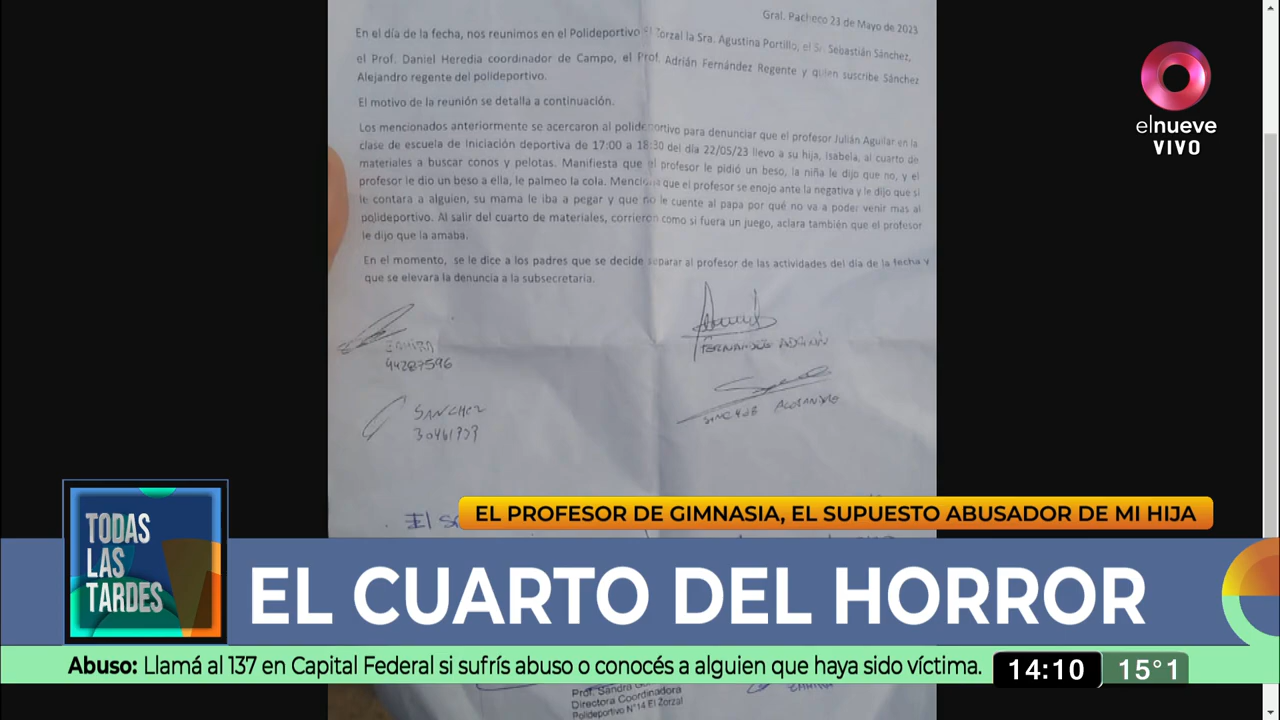 Gral. Pacheco 23 de Mayo de 2023
En el día de la fecha, nos reunimos en el Polideportivo El Zorzal la Sra. Agustina Portillo, el Sr. Sebastián Sánchez,
el Prof. Daniel Heredia coordinador de Campo, el Prof. Adrián Fernández Regente y quien suscribe Sánchez
Alejandro regente del polideportivo.
El motivo de la reunión se detalla a continuación.
Los mencionados anteriormente se acercaron al polideportivo para denunciar que el profesor Julián Aguilar en la
clase de escuela de Iniciación deportiva de 17:00 a 18:30 del día 22/05/23 llevo a su hija, Isabela, al cuarto de
materiales a buscar conos y pelotas. Manifiesta que el profesor le pidió un beso, la niña le dijo que no, y el
profesor le dio un beso a ella, le palmeo la cola. Menciona que el profesor se enojo ante la negativa y le dijo que si
le contara a alguien, su mama le iba a pegar y que no le cuente al papa por qué no va a poder venir mas al
polideportivo. Al salir del cuarto de materiales, corrieron como si fuera un juego, aclara también que el profesor
le dijo que la amaba.
En el momento, se le dice a los padres que se decide separar al profesor de las actividades del día de la fecha y
que se elevara la denuncia a la subsecretaria.
ZAHIRA
94287596
FERNANDEZ ADRIAN
SANCHEZ
El
elnueve
VIVO
EL PROFESOR DE GIMNASIA, EL SUPUESTO ABUSADOR DE MI HIJA
TODAS
LAS
TARDES
EL CUARTO DEL HORROR
Abuso: Llamá al 137 en Capital Federal si sufrís abuso o conocés a alguien que haya sido víctima.
14:10 15°1
Prof. Sandra
Directora Coordinadora
Polideportivo N°14 El Zorzal
ZAHIRA